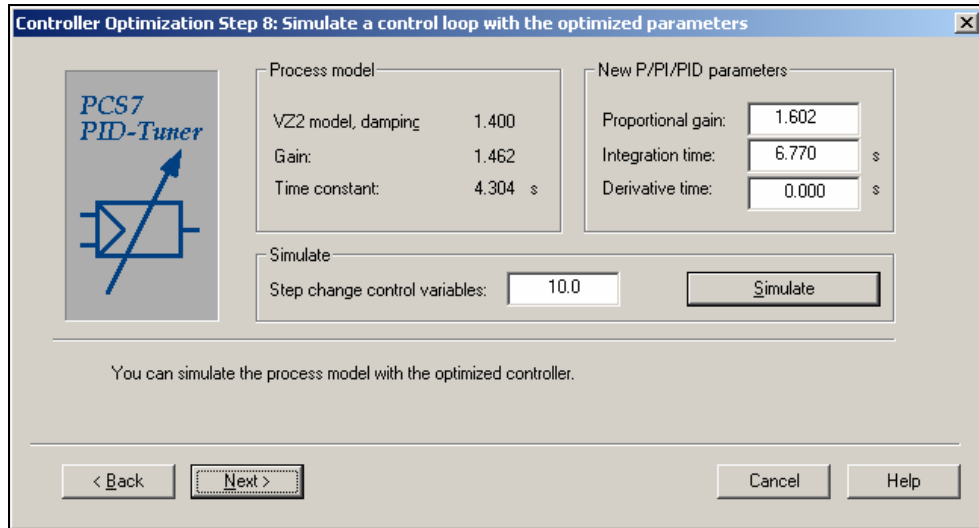 Controller Optimization Step 8: Simulate a control loop with the optimized parameters
PCS7
PID-Tuner
Process model
VZ2 model, damping 1.400
Gain: 1.462
Time constant: 4.304 s
New P/PI/PID parameters
Proportional gain: 1.602
Integration time: 6.770 s
Derivative time: 0.000 s
Simulate
Step change control variables: 10.0 Simulate
You can simulate the process model with the optimized controller.
< Back Next > Cancel Help